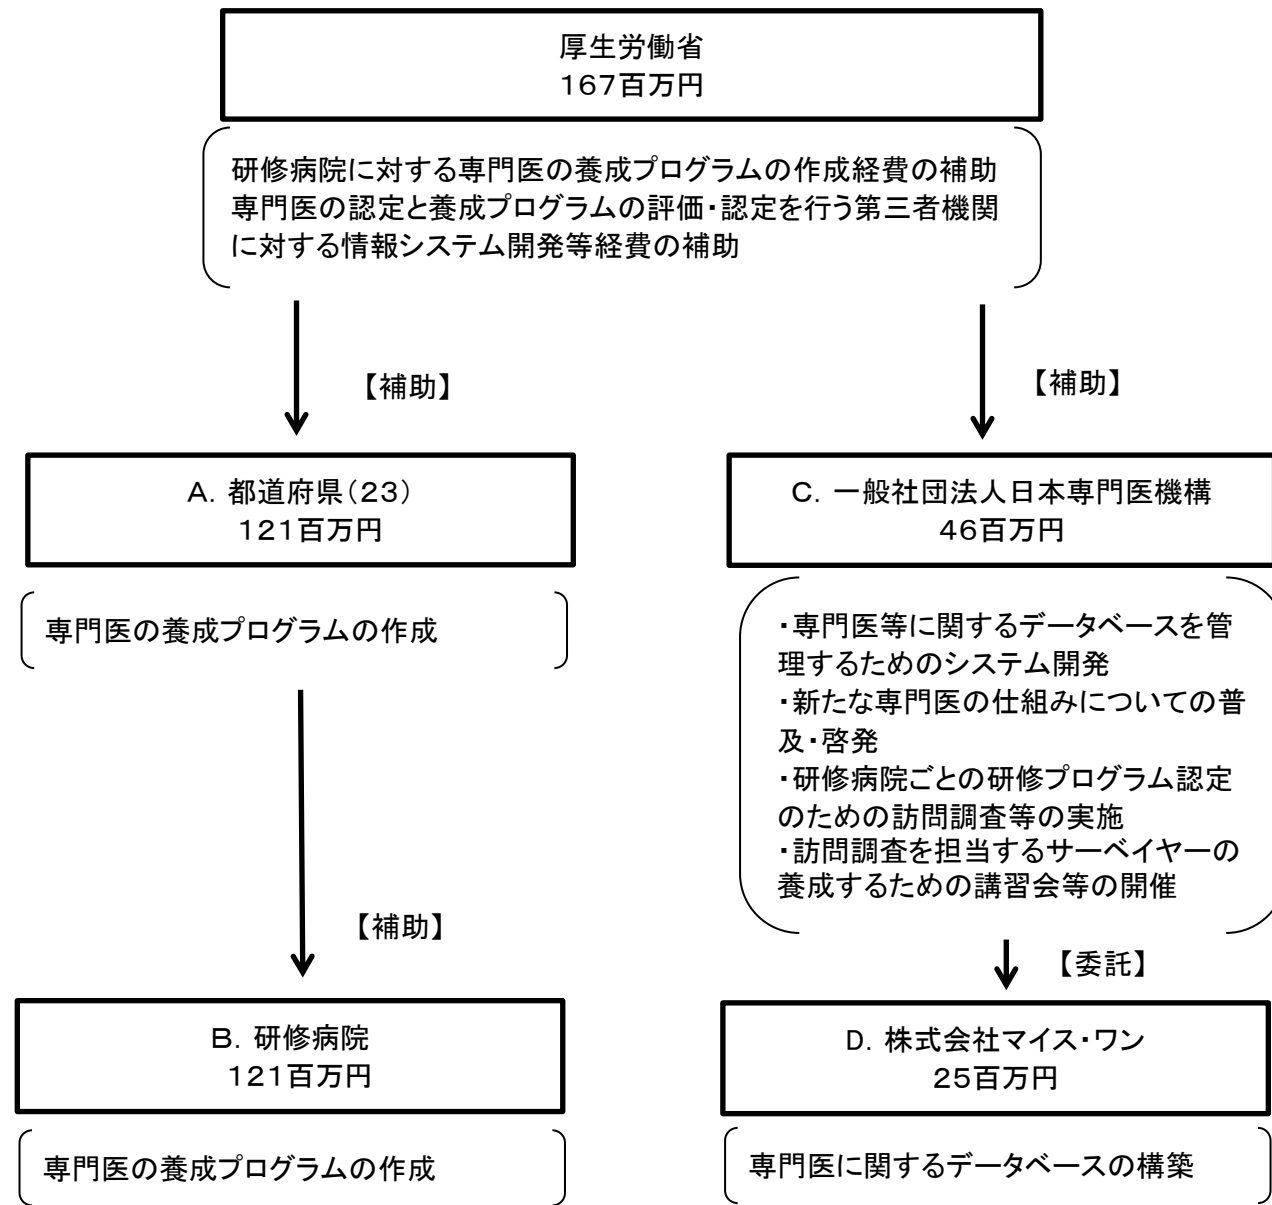 厚生労働省
167百万円
研修病院に対する専門医の養成プログラムの作成経費の補助
専門医の認定と養成プログラムの評価・認定を行う第三者機関
に対する情報システム開発等経費の補助
【補助】
【補助】
A．都道府県（23）
121百万円
専門医の養成プログラムの作成
【補助】
B．研修病院
121百万円
専門医の養成プログラムの作成
C．一般社団法人日本専門医機構
46百万円
・専門医等に関するデータベースを管
理するためのシステム開発
・新たな専門医の仕組みについての普
及・啓発
・研修病院ごとの研修プログラム認定
のための訪問調査等の実施
・訪問調査を担当するサーベイヤーの
養成するための講習会等の開催
【委託】
D．株式会社マイス・ワン
25百万円
専門医に関するデータベースの構築